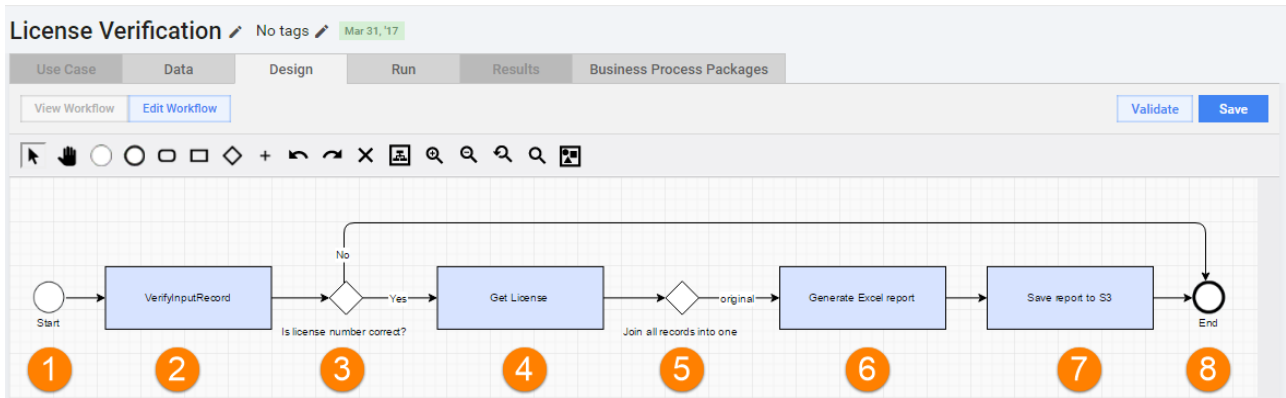 License Verification No tags Mar 31, '17
Use Case Data Design Run Results Business Process Packages
View Workflow Edit Workflow Validate Save
No
VerifyInputRecord Yes Get License original Generate Excel report Save report to S3
Start Is license number correct? Join all records into one End
1 2 3 4 5 6 7 8